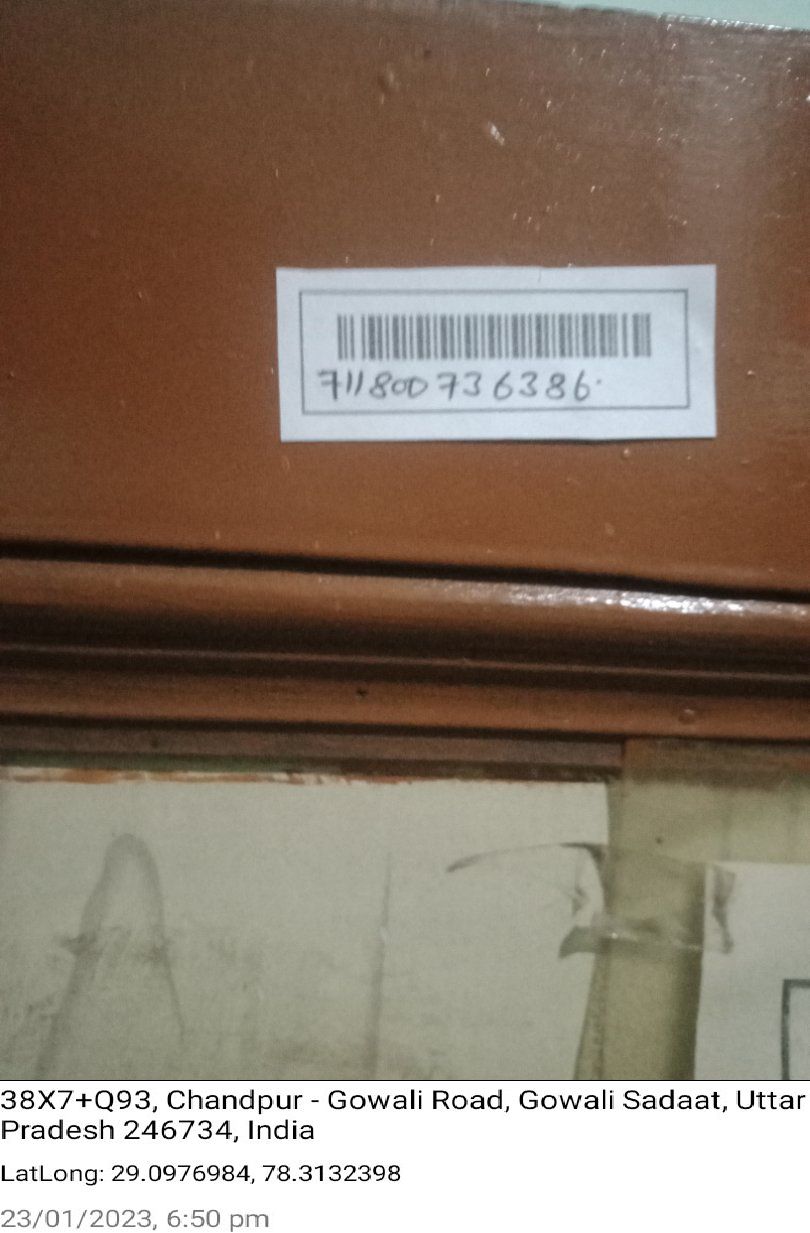 711800736386.
38X7+Q93, Chandpur - Gowali Road, Gowali Sadaat, Uttar
Pradesh 246734, India
LatLong: 29.0976984, 78.3132398
23/01/2023, 6:50 pm